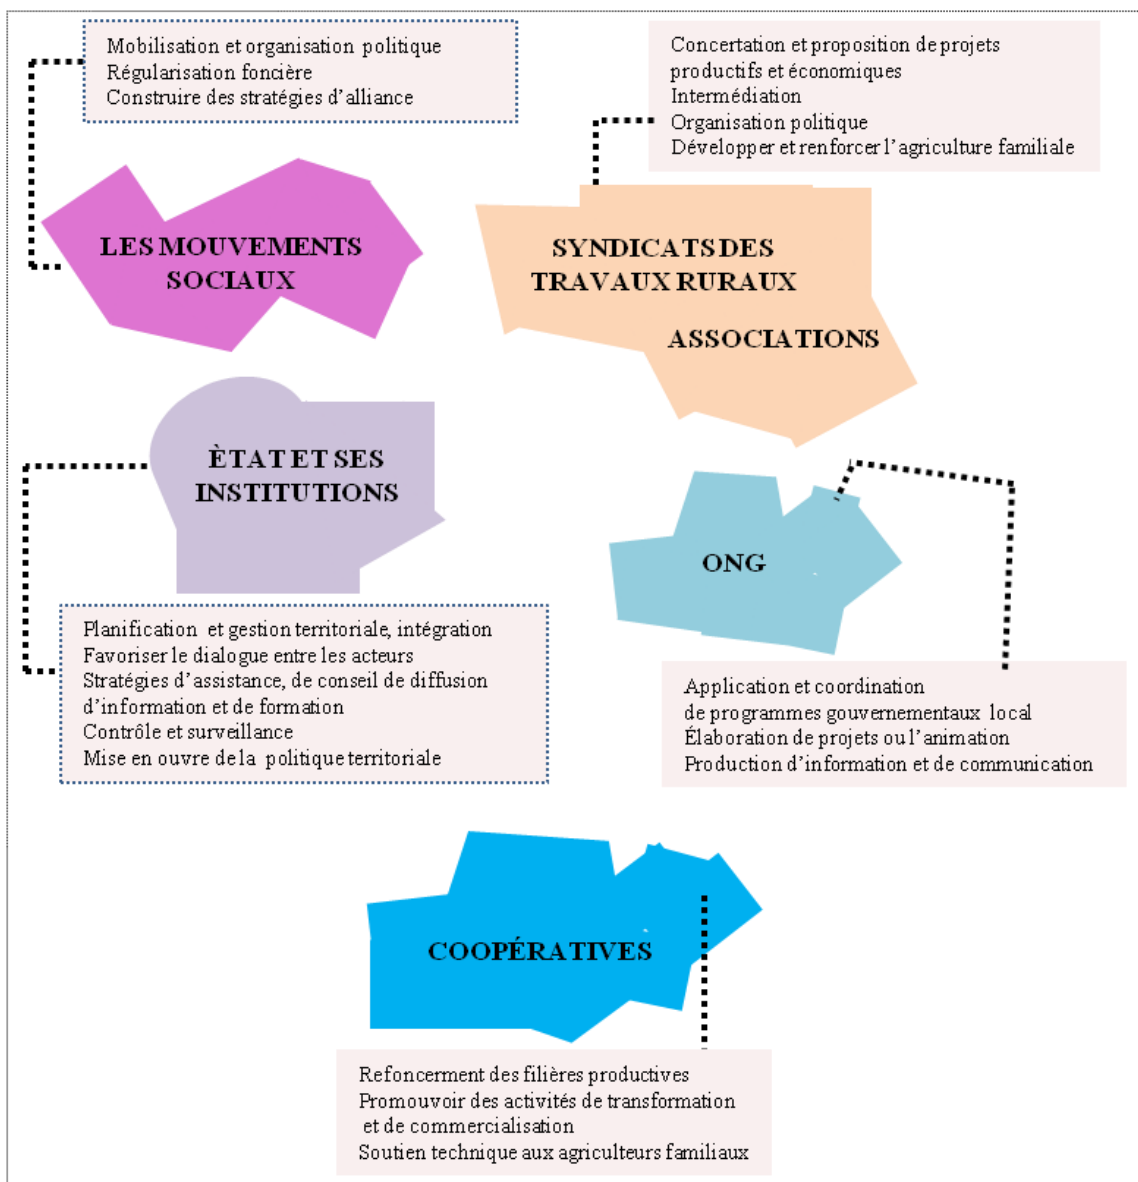 Mobilisation et organisation politique
Régularisation foncière
Construire des stratégies d’alliance
Concertation et proposition de projets
productifs et économiques
Intermédiation
Organisation politique
Développer et renforcer l’agriculture familiale
LES MOUVEMENTS
SOCIAUX
SYNDICATS DES
TRAVAUX RURAUX
ASSOCIATIONS
ÈTAT ET SES
INSTITUTIONS
ONG
Planification et gestion territoriale, intégration
Favoriser le dialogue entre les acteurs
Stratégies d’assistance, de conseil de diffusion
d’information et de formation
Contrôle et surveillance
Mise en ouvre de la politique territoriale
Application et coordination
de programmes gouvernementaux local
Élaboration de projets ou l’animation
Production d’information et de communication
COOPÉRATIVES
Refoncerment des filières productives
Promouvoir des activités de transformation
et de commercialisation
Soutien technique aux agriculteurs familiaux